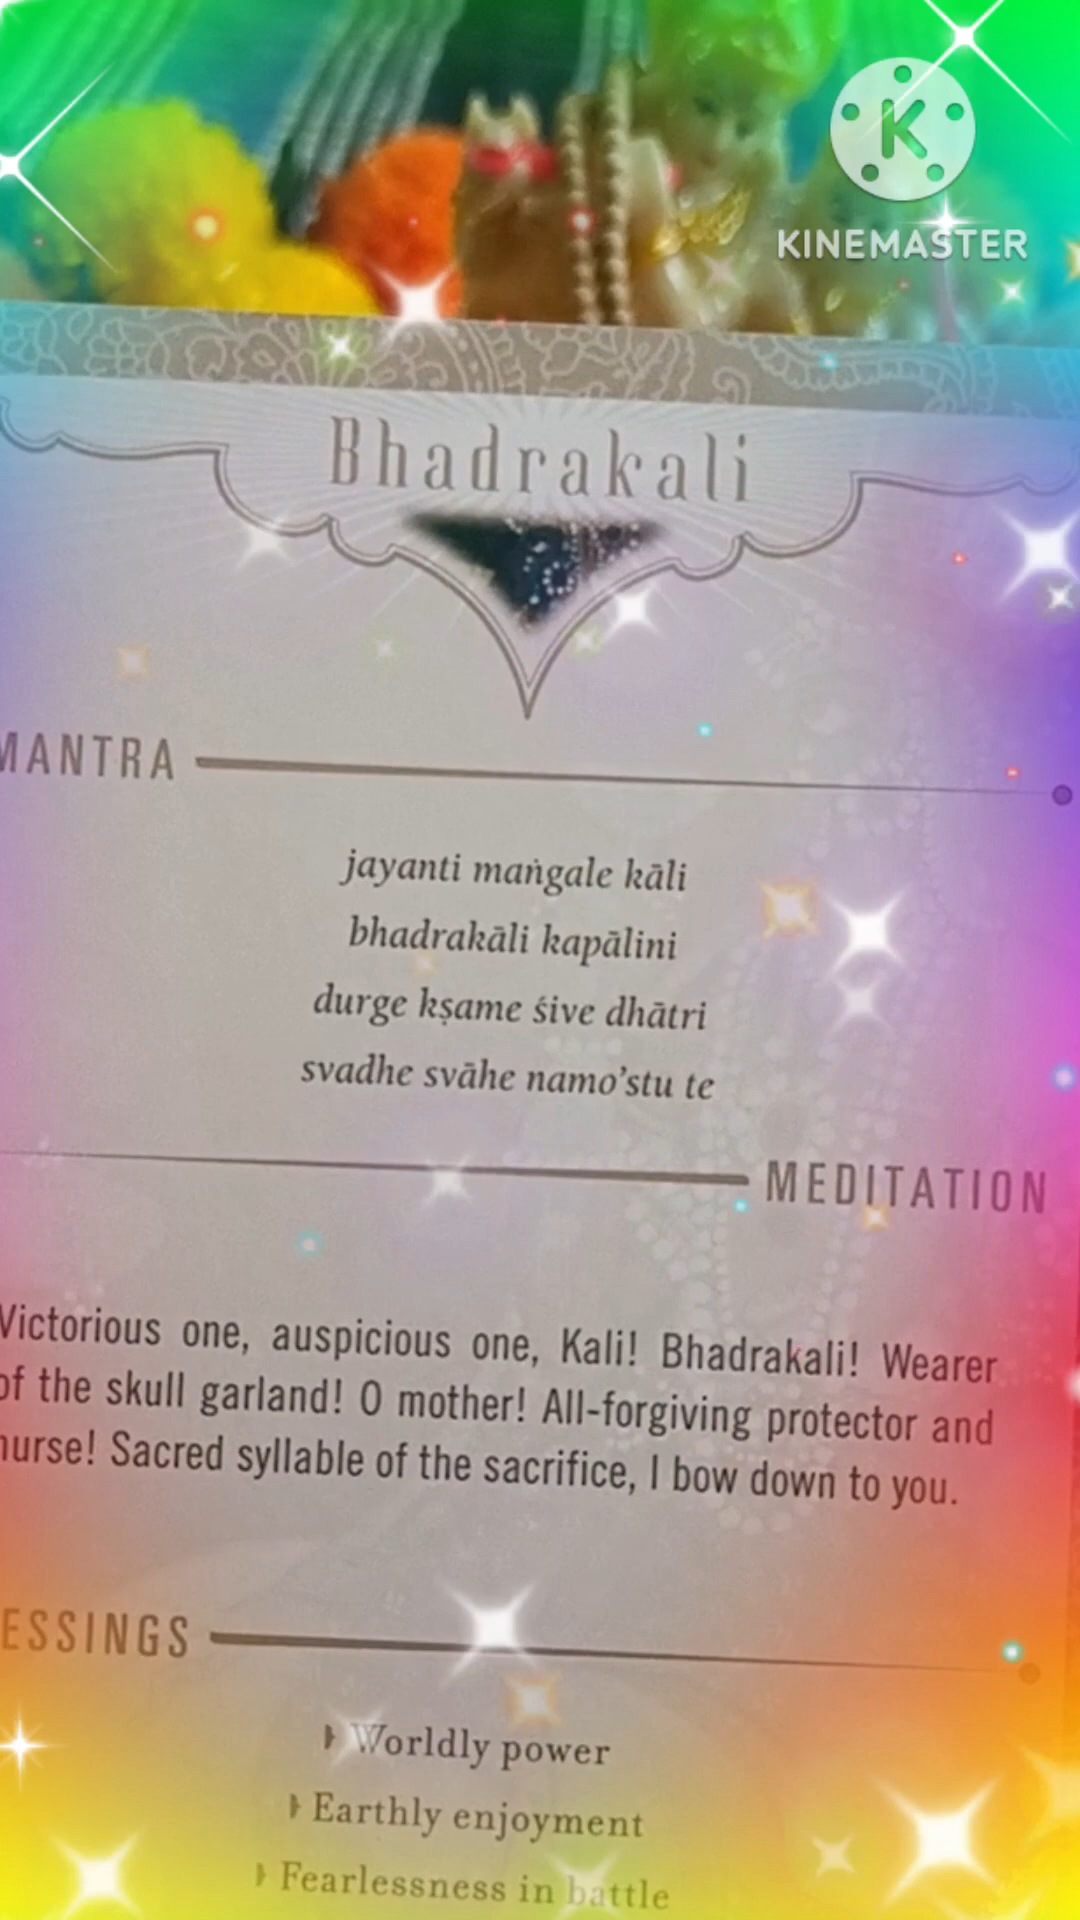 K
KINEMASTER
Bhadrakali
MANTRA
jayanti maṅgale kāli
bhadrakāli kapālini
durge kṣame śive dhātri
svadhe svāhe namo'stu te
MEDITATION
Victorious one, auspicious one, Kali! Bhadrakali! Wearer
of the skull garland! O mother! All-forgiving protector and
nurse! Sacred syllable of the sacrifice, I bow down to you.
ESSINGS
Worldly power
Earthly enjoyment
Fearlessness in battle